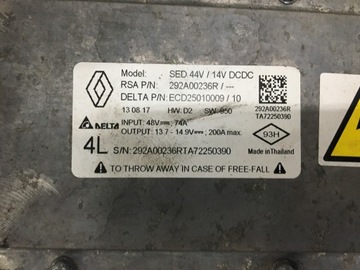 Model: SED 44V / 14V DCDC
RSA P/N: 292A00236R / ---
DELTA P/N: ECD25010009 / 10
13 08 17 HW: D2 SW: 950
292A00236R
TA72250390
DELTA
INPUT: 48V 74A
OUTPUT: 13.7 - 14.9V 200A max.
93H
4L
S/N: 292A00236RTA72250390
Made in Thailand
TO THROW AWAY IN CASE OF FREE-FALL